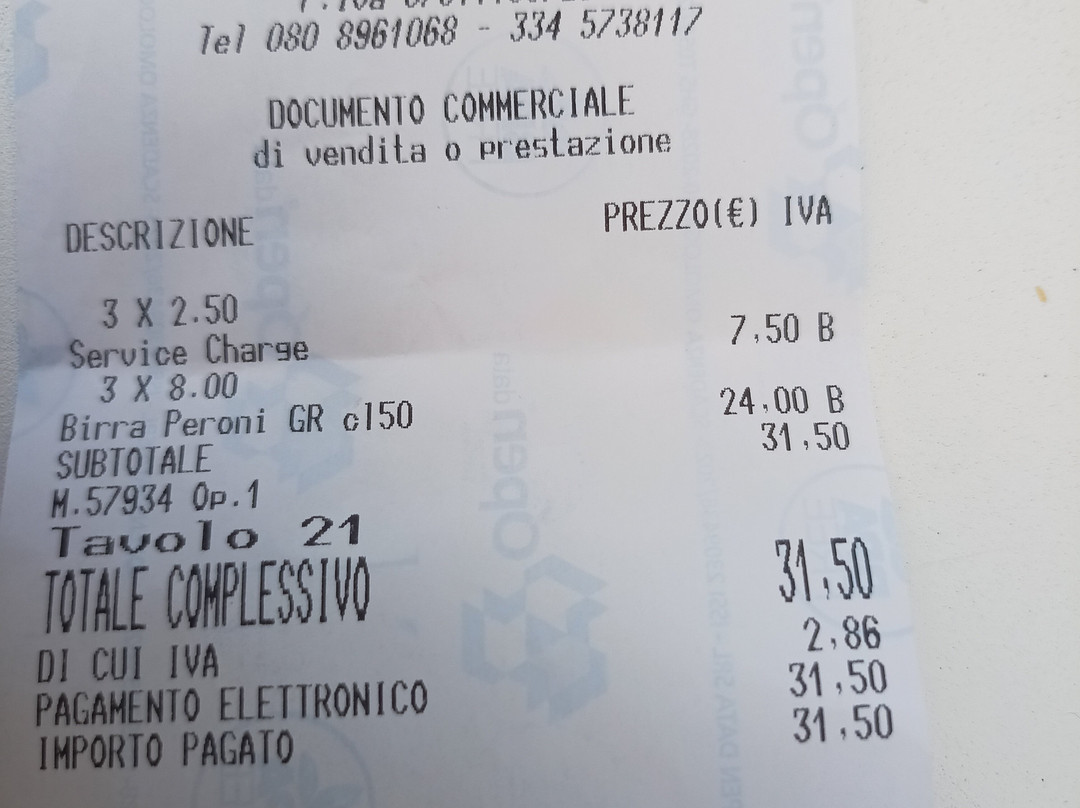 Tel 080 8961068 - 334 5738117
DOCUMENTO COMMERCIALE
di vendita o prestazione
DESCRIZIONE PREZZO(€) IVA
3 X 2.50
Service Charge 7,50 B
3 X 8.00
Birra Peroni GR cl50 24,00 B
SUBTOTALE 31,50
M.57934 Op.1
Tavolo 21
TOTALE COMPLESSIVO 31,50
DI CUI IVA 2,86
PAGAMENTO ELETTRONICO 31,50
IMPORTO PAGATO 31,50